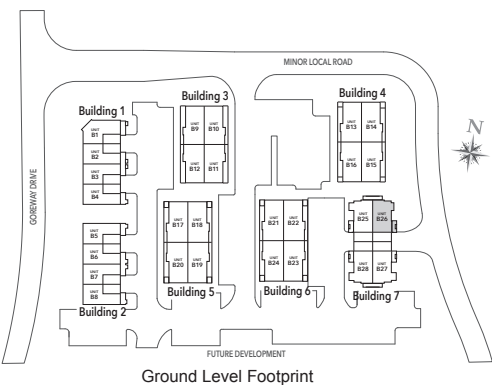 MINOR LOCAL ROAD
GOREWAY DRIVE
N
Building 1
UNIT B1
UNIT B2
UNIT B3
UNIT B4
Building 3
UNIT B9
UNIT B10
UNIT B12
UNIT B11
Building 4
UNIT B13
UNIT B14
UNIT B16
UNIT B15
UNIT B5
UNIT B6
UNIT B7
UNIT B8
Building 2
UNIT B17
UNIT B18
UNIT B20
UNIT B19
Building 5
UNIT B21
UNIT B22
UNIT B24
UNIT B23
Building 6
UNIT B25
UNIT B26
UNIT B28
UNIT B27
Building 7
FUTURE DEVELOPMENT
Ground Level Footprint